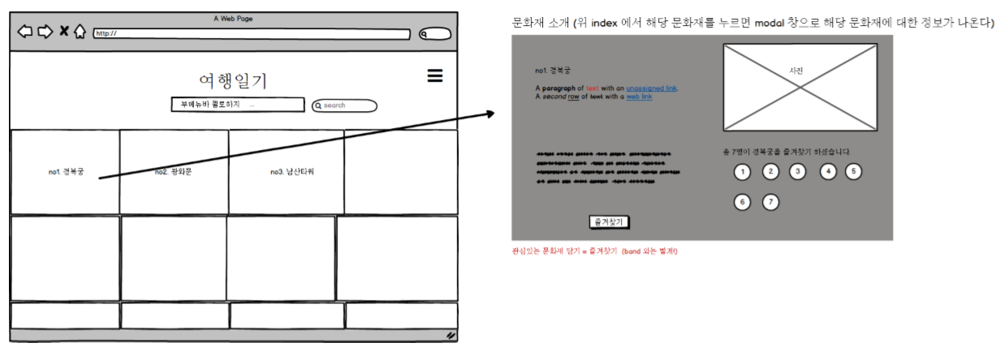 A Web Page
http://
여행일기
부메뉴바 펼로하지 ...
search
no1. 경복궁
no2. 광화문
no3. 남산타워
문화재 소개 (위 index 에서 해당 문화재를 누르면 modal 창으로 해당 문화재에 대한 정보가 나온다)
no1. 경복궁
A paragraph of text with an unassigned link.
A second row of text with a web link
즐겨찾기
사진
총 7명이 경복궁을 즐겨찾기 하셨습니다.
1 2 3 4 5
6 7
관심있는 문화재 담기 = 즐겨찾기 (band 와는 별개!)